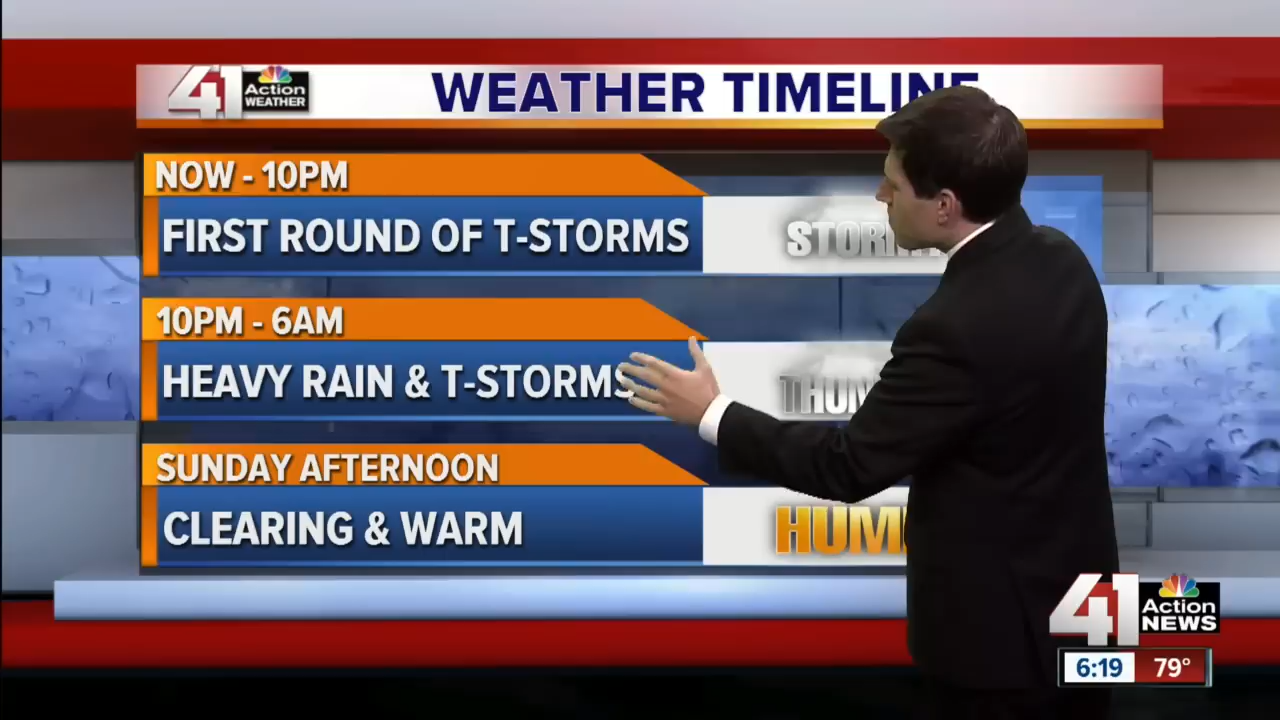 41 Action WEATHER
WEATHER TIMELINE
NOW - 10PM
FIRST ROUND OF T-STORMS
10PM - 6AM
HEAVY RAIN & T-STORMS
SUNDAY AFTERNOON
CLEARING & WARM
41 Action NEWS
6:19 79°